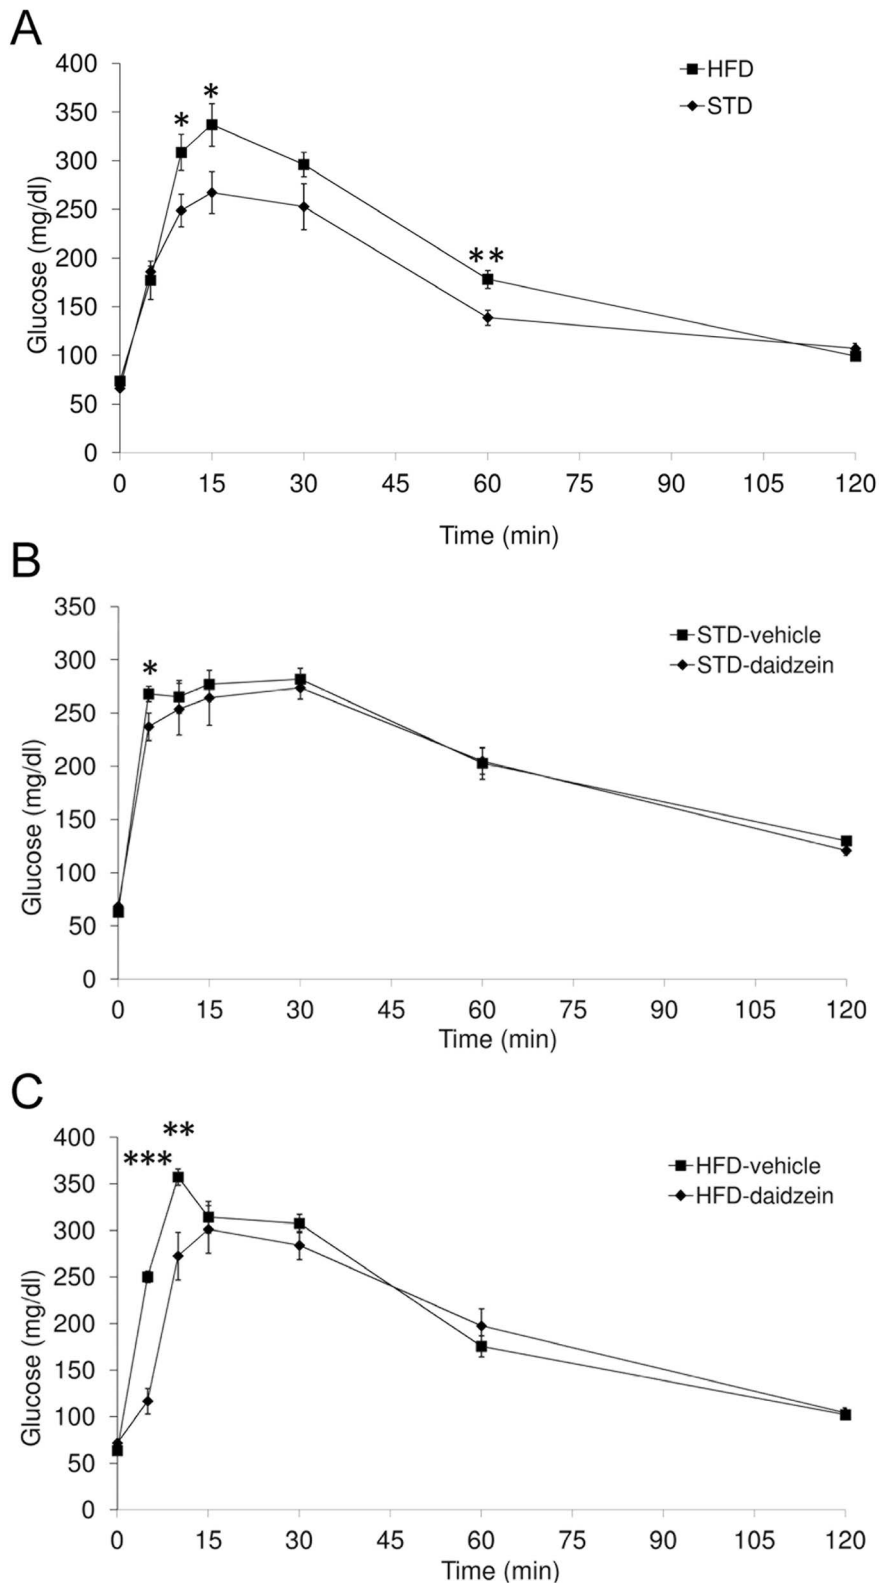 A
400
350
300
250
200
150
100
50
0
Glucose (mg/dl)
* *
**
HFD
STD
0 15 30 45 60 75 90 105 120
Time (min)
B
350
300
250
200
150
100
50
0
Glucose (mg/dl)
*
STD-vehicle
STD-daidzein
0 15 30 45 60 75 90 105 120
Time (min)
C
400
350
300
250
200
150
100
50
0
Glucose (mg/dl)
**
***
HFD-vehicle
HFD-daidzein
0 15 30 45 60 75 90 105 120
Time (min)